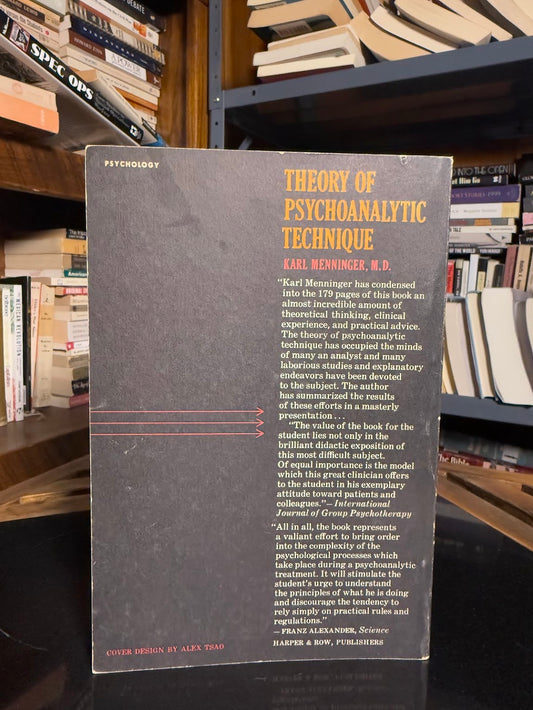 PSYCHOLOGY
THEORY OF
PSYCHOANALYTIC
TECHNIQUE
KARL MENNINGER, M.D.
"Karl Menninger has condensed
into the 179 pages of this book an
almost incredible amount of
theoretical thinking, clinical
experience, and practical advice.
The theory of psychoanalytic
technique has occupied the minds
of many an analyst and many
laborious studies and explanatory
endeavors have been devoted
to the subject. The author
has summarized the results
of these efforts in a masterly
presentation...
"The value of the book for the
student lies not only in the
brilliant didactic exposition of
this most difficult subject.
Of equal importance is the model
which this great clinician offers
to the student in his exemplary
attitude toward patients and
colleagues."—International
Journal of Group Psychotherapy
"All in all, the book represents
a valiant effort to bring order
into the complexity of the
psychological processes which
take place during a psychoanalytic
treatment. It will stimulate the
student's urge to understand
the principles of what he is doing
and discourage the tendency to
rely simply on practical rules and
regulations."
—FRANZ ALEXANDER, Science
HARPER & ROW, PUBLISHERS
COVER DESIGN BY ALEX TSAO
SPEC OPS